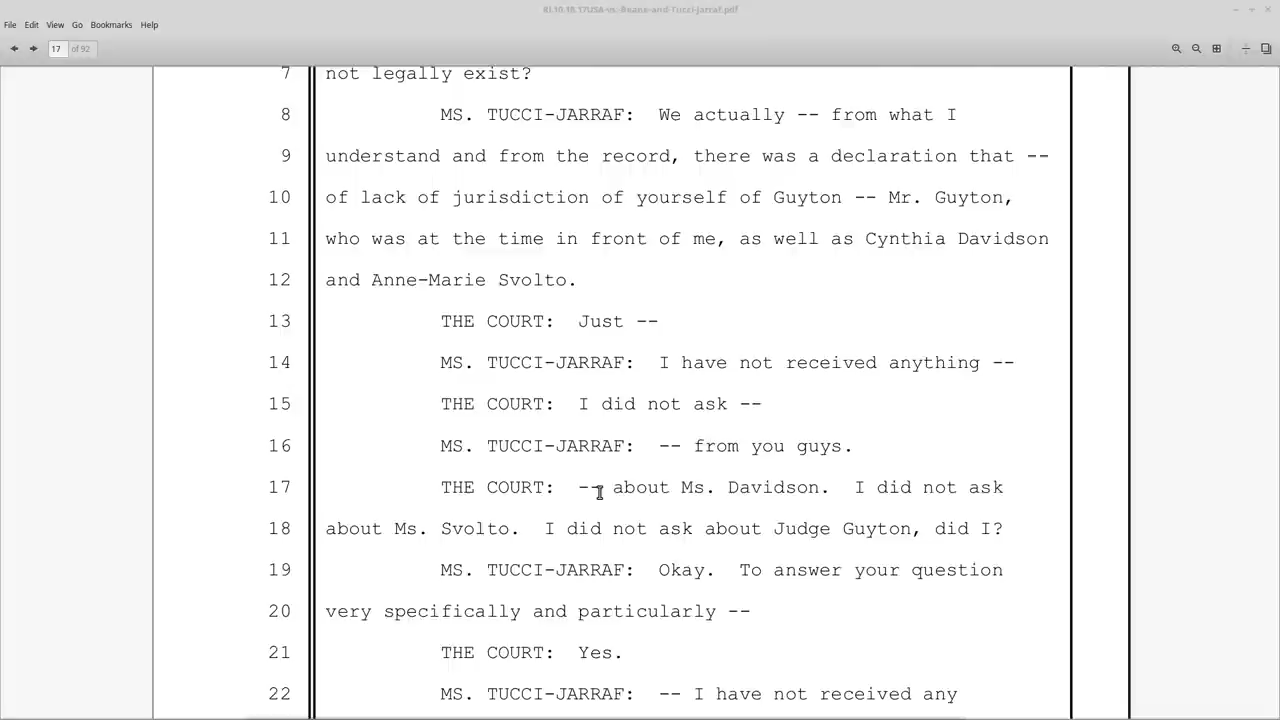 File Edit View Go Bookmarks Help
17 of 92
7 not legally exist?
8 MS. TUCCI-JARRAF: We actually -- from what I
9 understand and from the record, there was a declaration that --
10 of lack of jurisdiction of yourself of Guyton -- Mr. Guyton,
11 who was at the time in front of me, as well as Cynthia Davidson
12 and Anne-Marie Svolto.
13 THE COURT: Just --
14 MS. TUCCI-JARRAF: I have not received anything --
15 THE COURT: I did not ask --
16 MS. TUCCI-JARRAF: -- from you guys.
17 THE COURT: -- about Ms. Davidson. I did not ask
18 about Ms. Svolto. I did not ask about Judge Guyton, did I?
19 MS. TUCCI-JARRAF: Okay. To answer your question
20 very specifically and particularly --
21 THE COURT: Yes.
22 MS. TUCCI-JARRAF: -- I have not received any